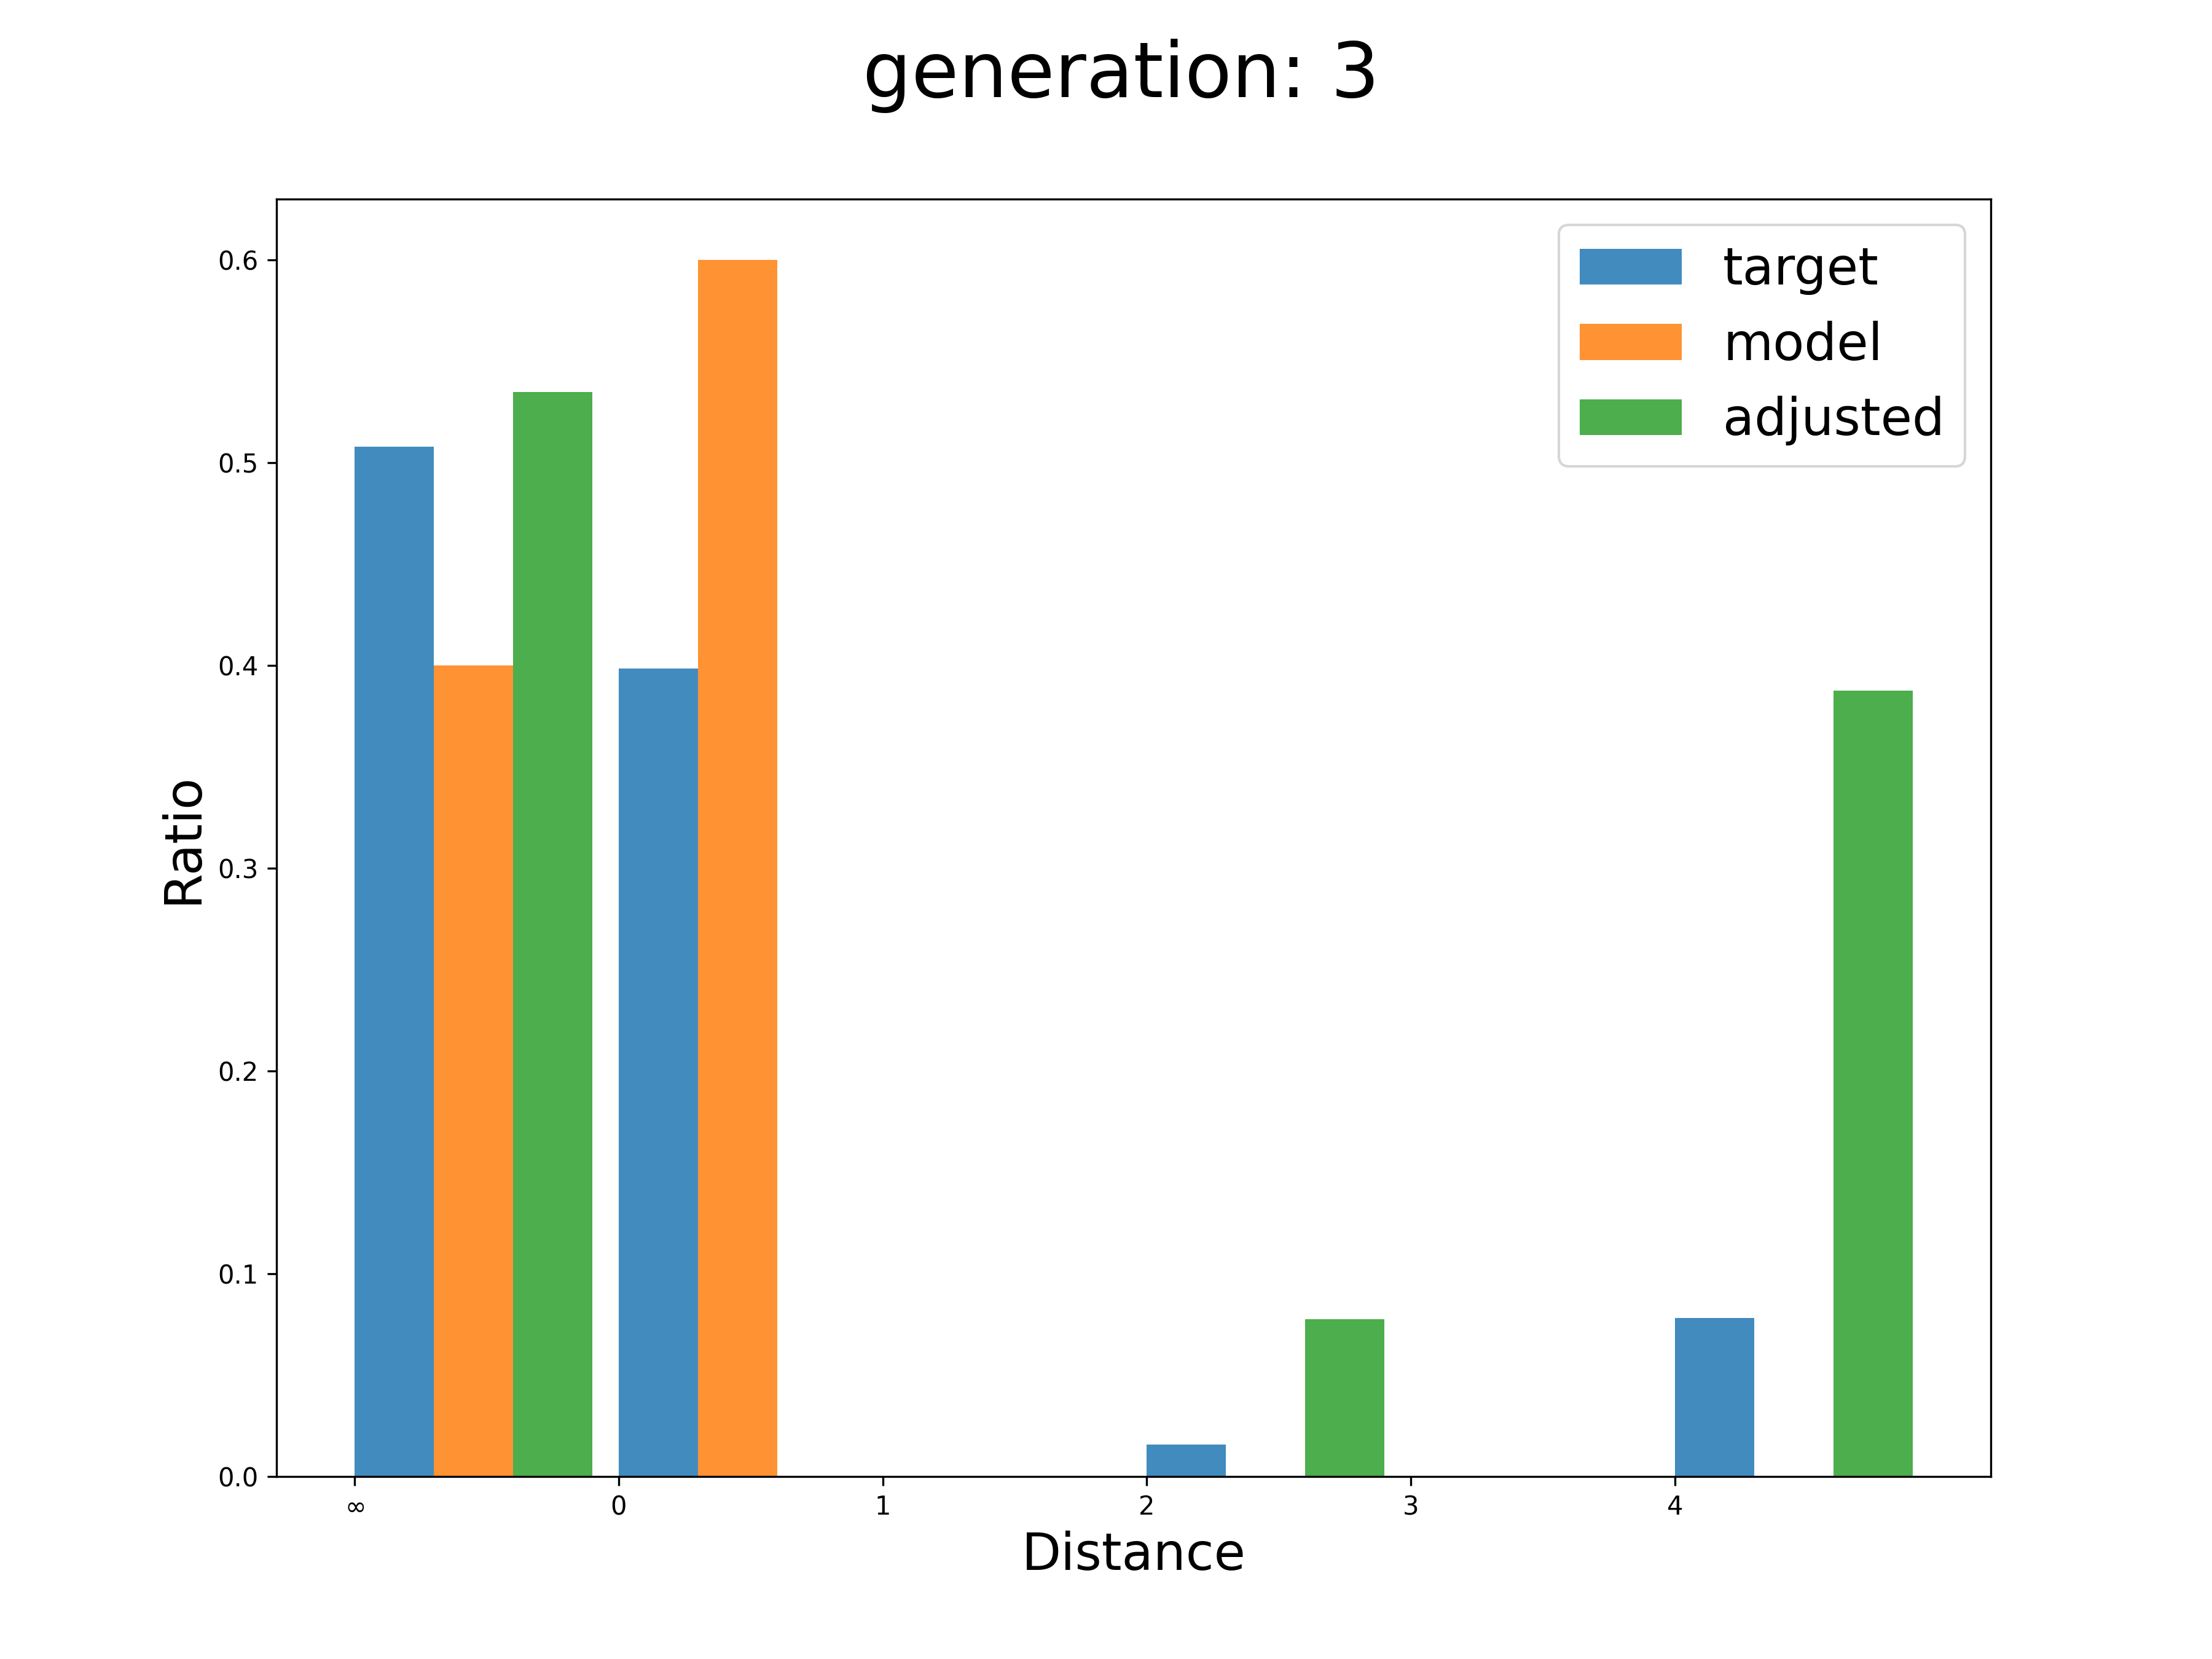 generation: 3
target
model
adjusted
Ratio
0.6
0.5
0.4
0.3
0.2
0.1
0.0
∞ 0 1 2 3 4
Distance